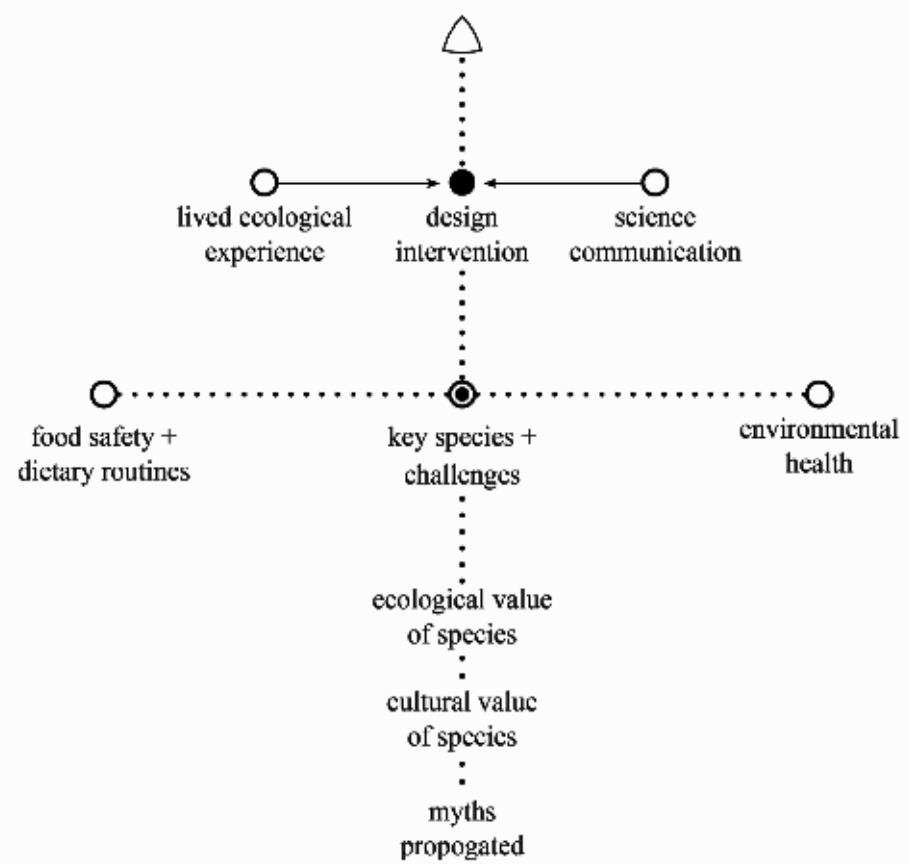 lived ecological
experience
design
intervention
science
communication
food safety +
dietary routines
key species +
challenges
environmental
health
ecological value
of species
cultural value
of species
myths
propogated